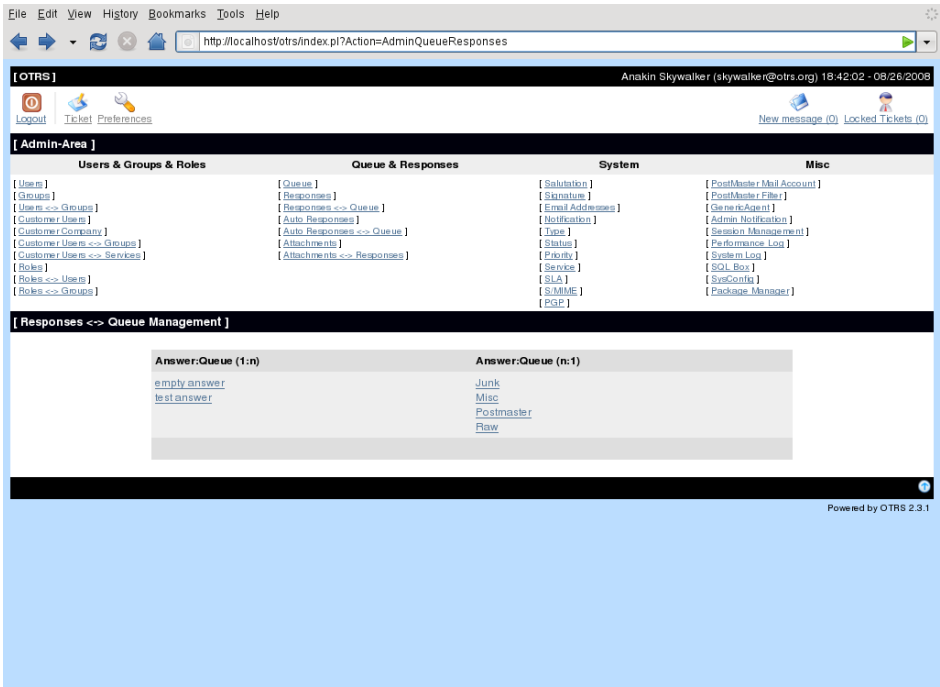 File Edit View History Bookmarks Tools Help
http://localhost/otrs/index.pl?Action=AdminQueueResponses
[ OTRS ] Anakin Skywalker (skywalker@otrs.org) 18:42:02 - 08/26/2008
Logout Ticket Preferences New message (0) Locked Tickets (0)
[ Admin-Area ]
Users & Groups & Roles Queue & Responses System Misc
[ Users ] [ Queue ] [ Salutation ] [ PostMaster Mail Account ]
[ Groups ] [ Responses ] [ Signature ] [ PostMaster Filter ]
[ Users <-> Groups ] [ Responses <-> Queue ] [ Email Addresses ] [ GenericAgent ]
[ Customer Users ] [ Auto Responses ] [ Notification ] [ Admin Notification ]
[ Customer Company ] [ Auto Responses <-> Queue ] [ Type ] [ Session Management ]
[ Customer Users <-> Groups ] [ Attachments ] [ Status ] [ Performance Log ]
[ Customer Users <-> Services ] [ Attachments <-> Responses ] [ Priority ] [ System Log ]
[ Roles ] [ Service ] [ SQL Box ]
[ Roles <-> Users ] [ SLA ] [ SysConfig ]
[ Roles <-> Groups ] [ S/MIME ] [ Package Manager ]
[ PGP ]
[ Responses <-> Queue Management ]
Answer:Queue (1:n) Answer:Queue (n:1)
empty answer Junk
test answer Misc
Postmaster
Raw
Powered by OTRS 2.3.1